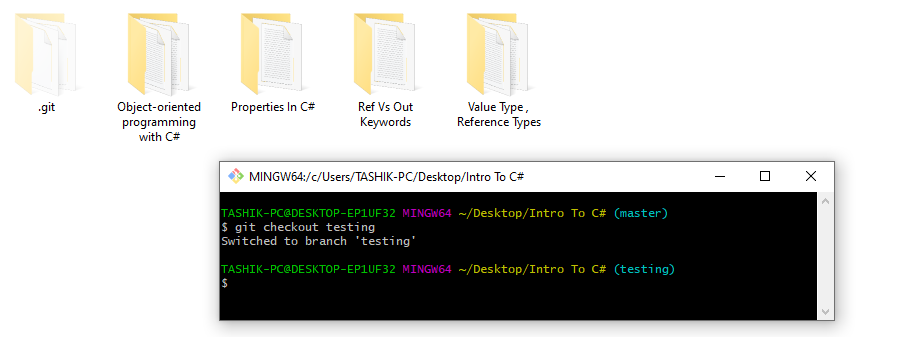 .git
Object-oriented
programming
with C#
Properties In C#
Ref Vs Out
Keywords
Value Type ,
Reference Types
MINGW64:/c/Users/TASHIK-PC/Desktop/Intro To C#
TASHIK-PC@DESKTOP-EP1UF32 MINGW64 ~/Desktop/Intro To C# (master)
$ git checkout testing
Switched to branch 'testing'
TASHIK-PC@DESKTOP-EP1UF32 MINGW64 ~/Desktop/Intro To C# (testing)
$